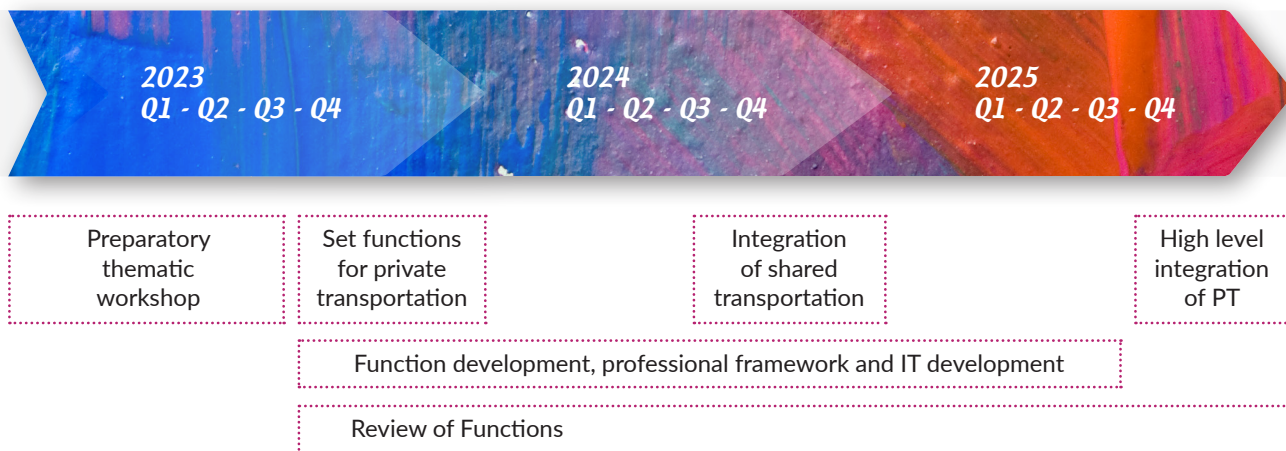 2023
Q1 - Q2 - Q3 - Q4
2024
Q1 - Q2 - Q3 - Q4
2025
Q1 - Q2 - Q3 - Q4
Preparatory
thematic
workshop
Set functions
for private
transportation
Integration
of shared
transportation
High level
integration
of PT
Function development, professional framework and IT development
Review of Functions